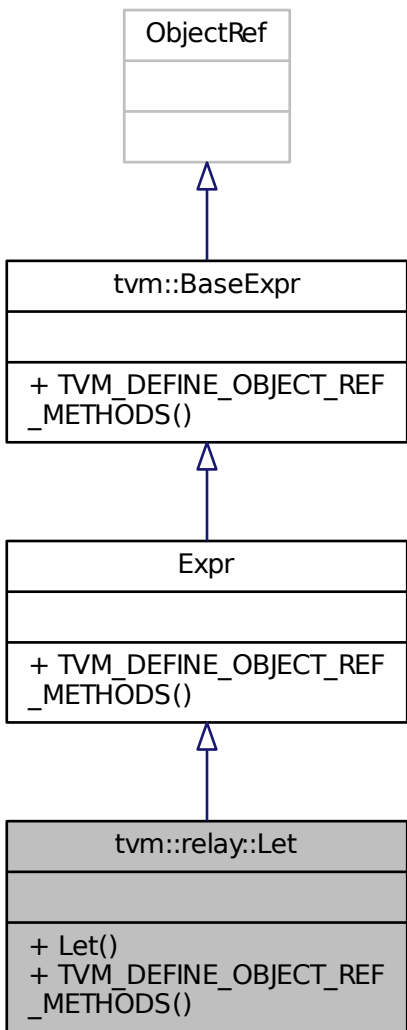 ObjectRef
tvm::BaseExpr
+ TVM_DEFINE_OBJECT_REF
_METHODS()
Expr
+ TVM_DEFINE_OBJECT_REF
_METHODS()
tvm::relay::Let
+ Let()
+ TVM_DEFINE_OBJECT_REF
_METHODS()